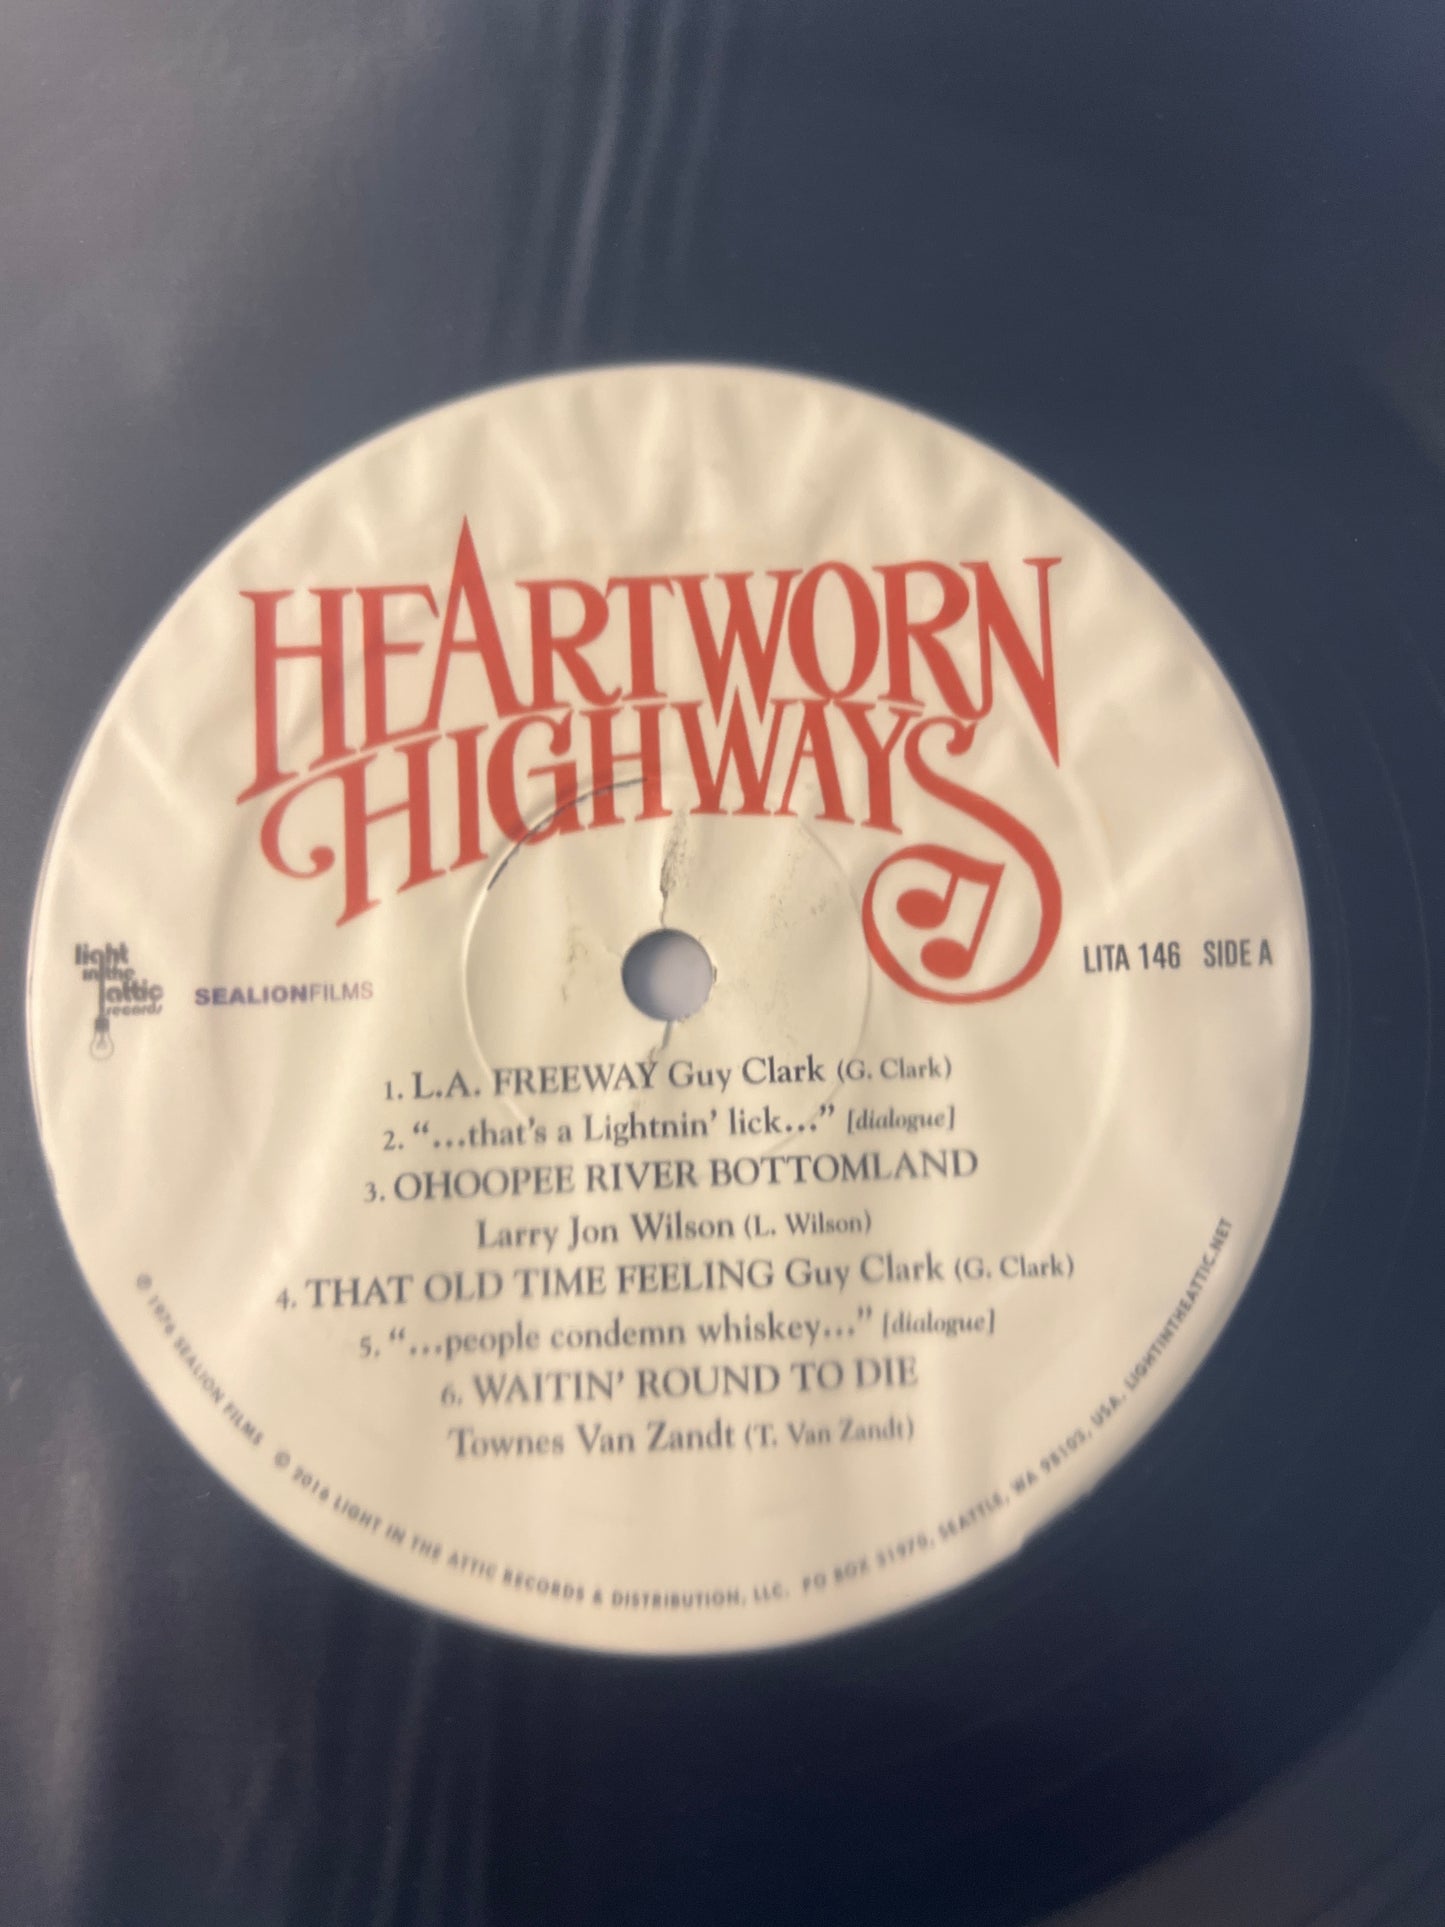 HEARTWORN
HIGHWAYS
light
in the
attic
records
SEALIONFILMS
LITA 146 SIDE A
1. L.A. FREEWAY Guy Clark (G. Clark)
2. “...that’s a Lightnin’ lick...” [dialogue]
3. OHOOPEE RIVER BOTTOMLAND
Larry Jon Wilson (L. Wilson)
4. THAT OLD TIME FEELING Guy Clark (G. Clark)
5. “...people condemn whiskey...” [dialogue]
6. WAITIN’ ROUND TO DIE
Townes Van Zandt (T. Van Zandt)
℗ 1976 SEALION FILMS © 2016 LIGHT IN THE ATTIC RECORDS & DISTRIBUTION, LLC. PO BOX 31970, SEATTLE, WA 98103, USA. LIGHTINTHEATTIC.NET